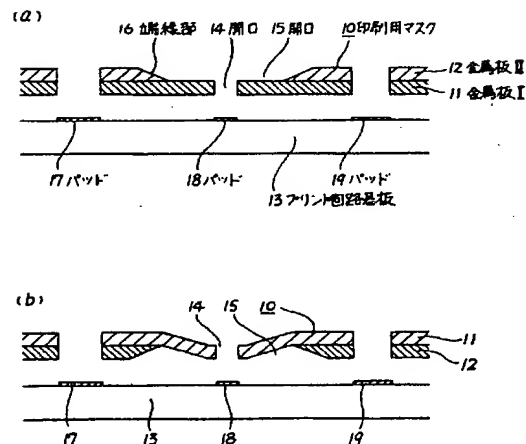 (a)
16 端縁部
14 開口
15 開口
10 印刷用マスク
12 金属板Ⅱ
11 金属板Ⅰ
17 パッド
18 パッド
19 パッド
13 プリント回路基板
(b)
14
15
10
11
12
17
13
18
19